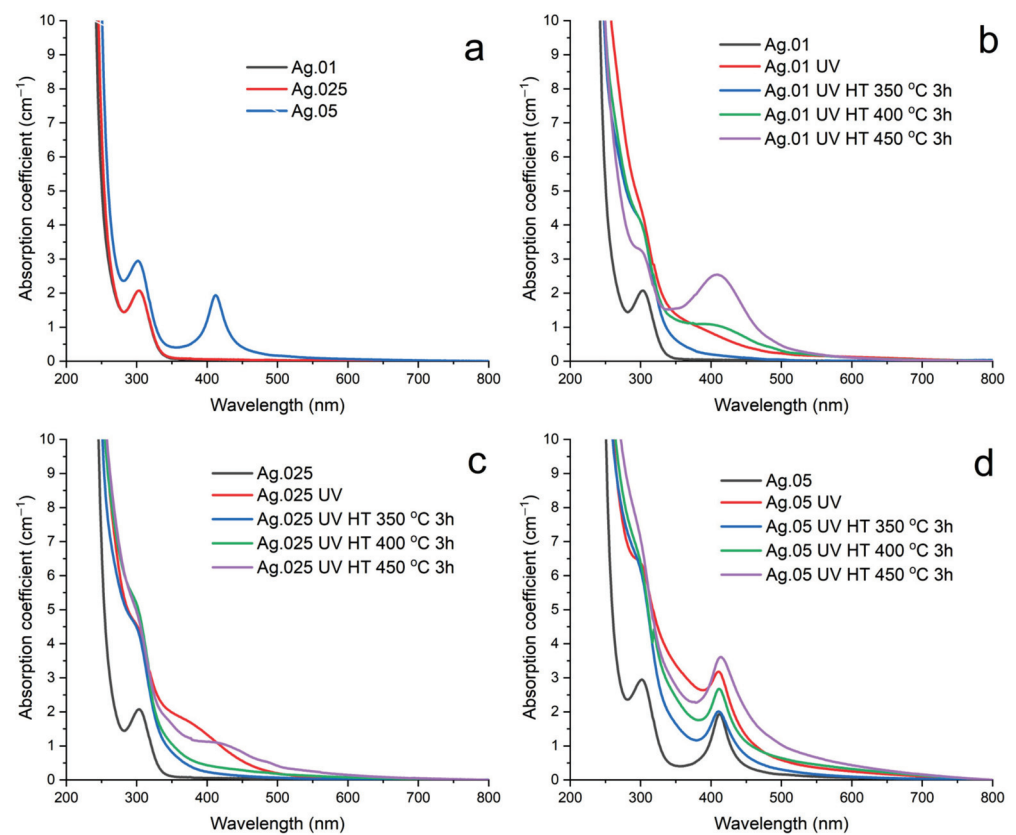 a
Ag.01
Ag.025
Ag.05
10
9
8
7
6
5
4
3
2
1
0
Absorption coefficient (cm⁻¹)
200 300 400 500 600 700 800
Wavelength (nm)
b
Ag.01
Ag.01 UV
Ag.01 UV HT 350 °C 3h
Ag.01 UV HT 400 °C 3h
Ag.01 UV HT 450 °C 3h
10
9
8
7
6
5
4
3
2
1
0
Absorption coefficient (cm⁻¹)
200 300 400 500 600 700 800
Wavelength (nm)
c
Ag.025
Ag.025 UV
Ag.025 UV HT 350 °C 3h
Ag.025 UV HT 400 °C 3h
Ag.025 UV HT 450 °C 3h
10
9
8
7
6
5
4
3
2
1
0
Absorption coefficient (cm⁻¹)
200 300 400 500 600 700 800
Wavelength (nm)
d
Ag.05
Ag.05 UV
Ag.05 UV HT 350 °C 3h
Ag.05 UV HT 400 °C 3h
Ag.05 UV HT 450 °C 3h
10
9
8
7
6
5
4
3
2
1
0
Absorption coefficient (cm⁻¹)
200 300 400 500 600 700 800
Wavelength (nm)